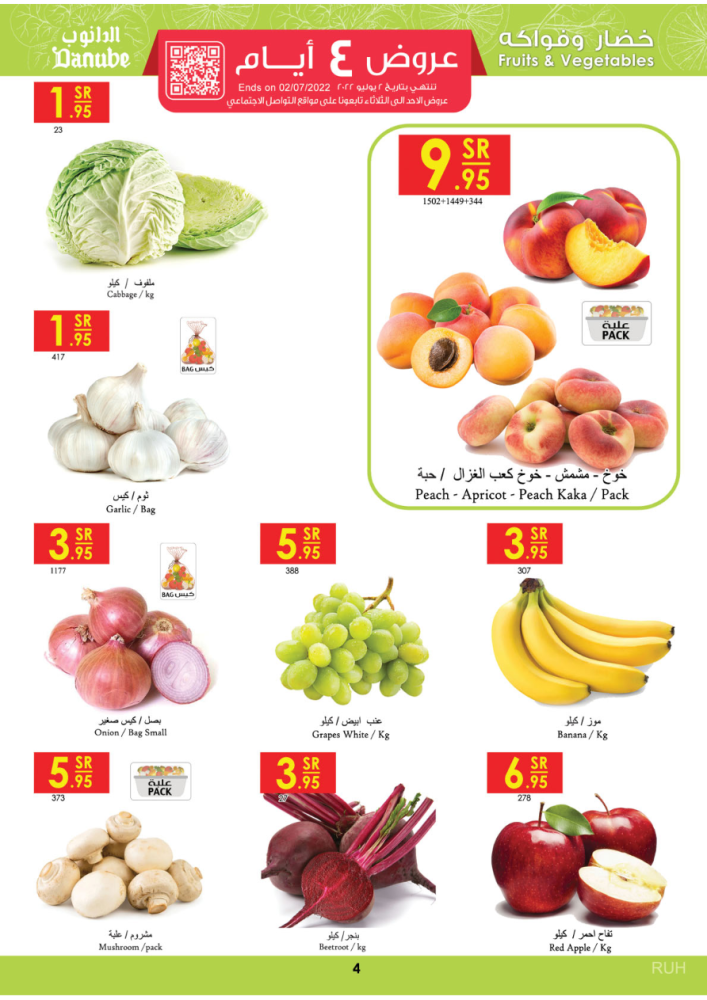 الدانوب
Danube
عروض ٤ أيـــام
Ends on 02/07/2022 تنتهي بتاريخ ٢ يوليو ٢٠٢٢
عروض الاحد الى الثلاثاء تابعونا على مواقع التواصل الاجتماعي
خضار وفواكه
Fruits & Vegetables
1.95 SR
23
ملفوف / كيلو
Cabbage / kg
9.95 SR
1502+1449+344
علبة
PACK
خوخ - مشمش - خوخ كعب الغزال / حبة
Peach - Apricot - Peach Kaka / Pack
1.95 SR
417
BAG كيس
ثوم / كيس
Garlic / Bag
3.95 SR
1177
BAG كيس
بصل / كيس صغير
Onion / Bag Small
5.95 SR
388
عنب ابيض / كيلو
Grapes White / Kg
3.95 SR
307
موز / كيلو
Banana / Kg
5.95 SR
373
علبة
PACK
مشروم / علبة
Mushroom /pack
3.95 SR
27
بنجر/ كيلو
Beetroot / kg
6.95 SR
278
تفاح احمر / كيلو
Red Apple / Kg
4
RUH